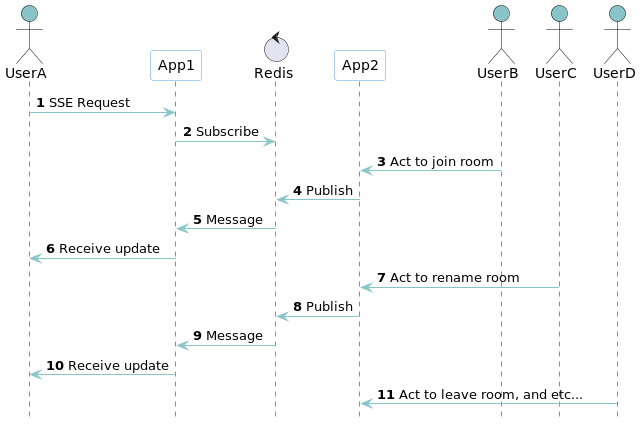 UserA App1 Redis App2 UserB UserC UserD
1 SSE Request
2 Subscribe
3 Act to join room
4 Publish
5 Message
6 Receive update
7 Act to rename room
8 Publish
9 Message
10 Receive update
11 Act to leave room, and etc...